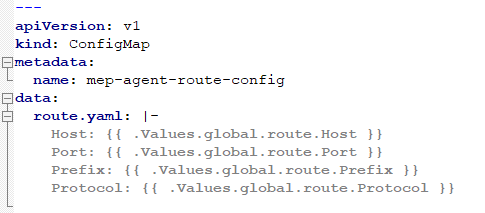 ---
apiVersion: v1
kind: ConfigMap
metadata:
  name: mep-agent-route-config
data:
  route.yaml: |-
    Host: {{ .Values.global.route.Host }}
    Port: {{ .Values.global.route.Port }}
    Prefix: {{ .Values.global.route.Prefix }}
    Protocol: {{ .Values.global.route.Protocol }}